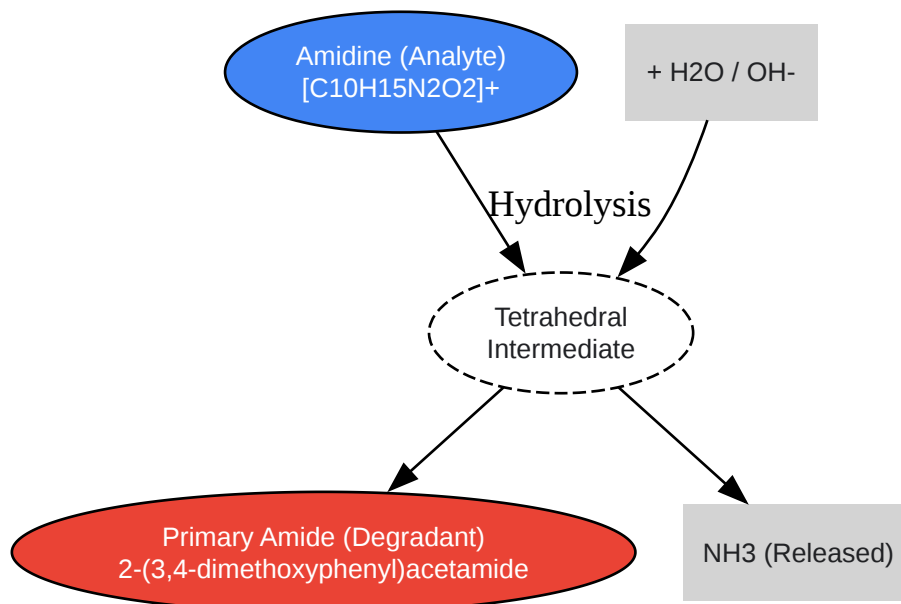 Amidine (Analyte)
[C10H15N2O2]+
+ H2O / OH-
Hydrolysis
Tetrahedral
Intermediate
Primary Amide (Degradant)
2-(3,4-dimethoxyphenyl)acetamide
NH3 (Released)